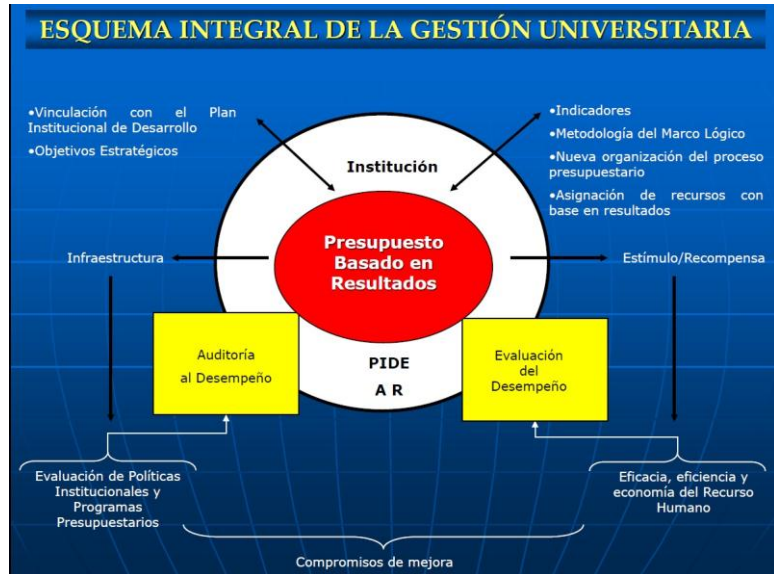 ESQUEMA INTEGRAL DE LA GESTIÓN UNIVERSITARIA
•Vinculación con el Plan
Institucional de Desarrollo
•Objetivos Estratégicos
•Indicadores
•Metodología del Marco Lógico
•Nueva organización del proceso
presupuestario
•Asignación de recursos con
base en resultados
Institución
Presupuesto
Basado en
Resultados
Infraestructura
Estímulo/Recompensa
Auditoría
al Desempeño
PIDE
A R
Evaluación
del
Desempeño
Evaluación de Políticas
Institucionales y
Programas
Presupuestarios
Eficacia, eficiencia y
economía del Recurso
Humano
Compromisos de mejora